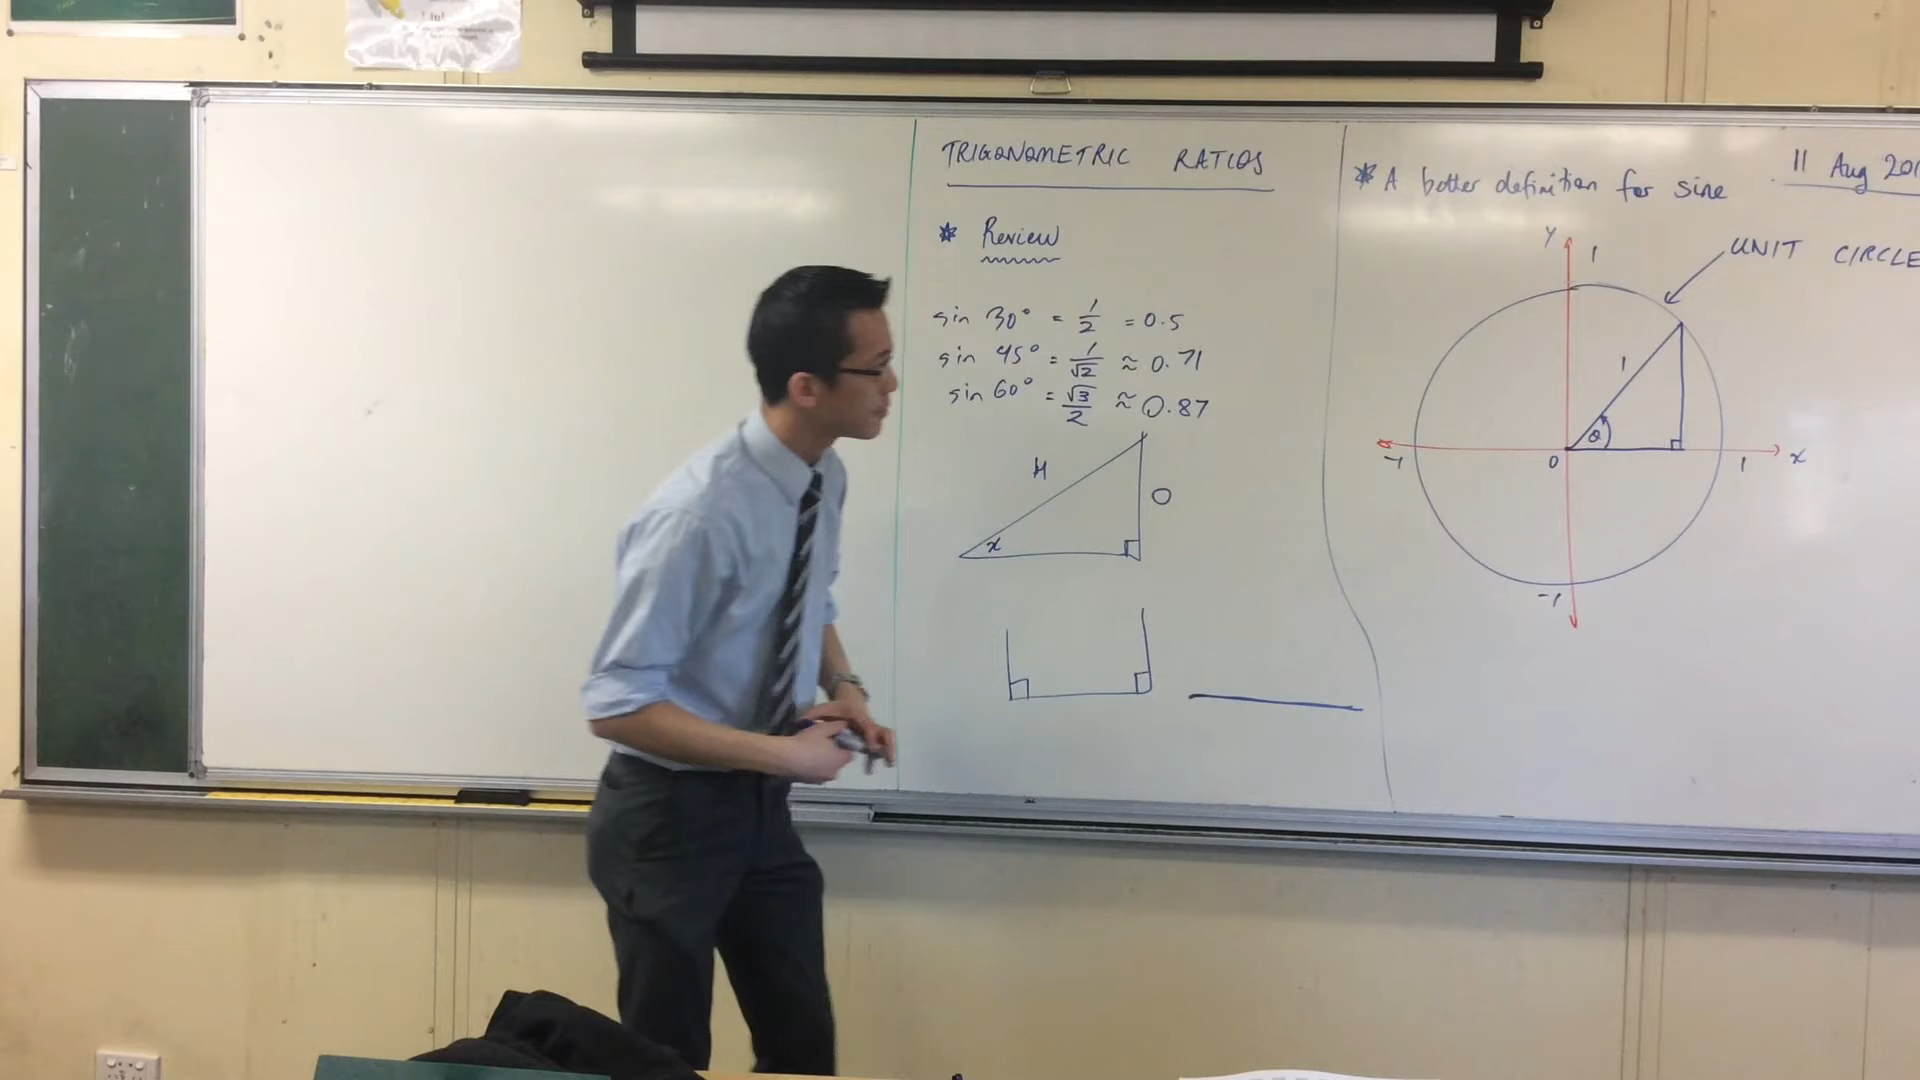 TRIGONOMETRIC RATIOS
* Review
sin 30° = 1/2 = 0.5
sin 45° = 1/√2 ≈ 0.71
sin 60° = √3/2 ≈ 0.87
H
O
x
11 Aug 201
* A better definition for sine
UNIT CIRCLE
y
1
1
θ
-1
0
1
x
-1